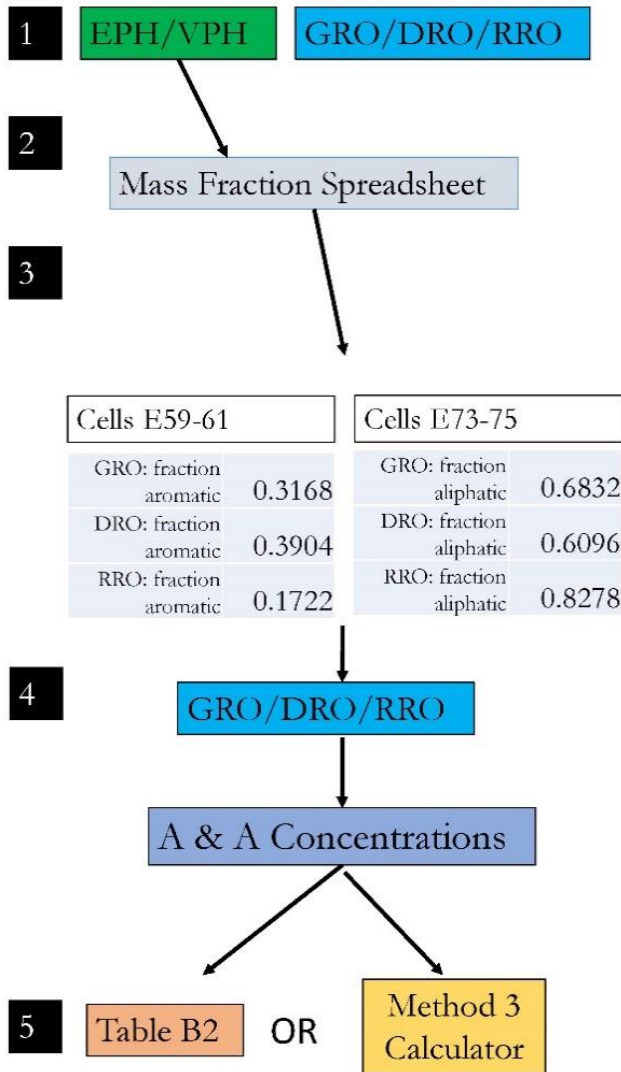 1
EPH/VPH
GRO/DRO/RRO
2
Mass Fraction Spreadsheet
3
Cells E59-61
GRO: fraction
aromatic 0.3168
DRO: fraction
aromatic 0.3904
RRO: fraction
aromatic 0.1722
Cells E73-75
GRO: fraction
aliphatic 0.6832
DRO: fraction
aliphatic 0.6096
RRO: fraction
aliphatic 0.8278
4
GRO/DRO/RRO
A & A Concentrations
5
Table B2
OR
Method 3
Calculator